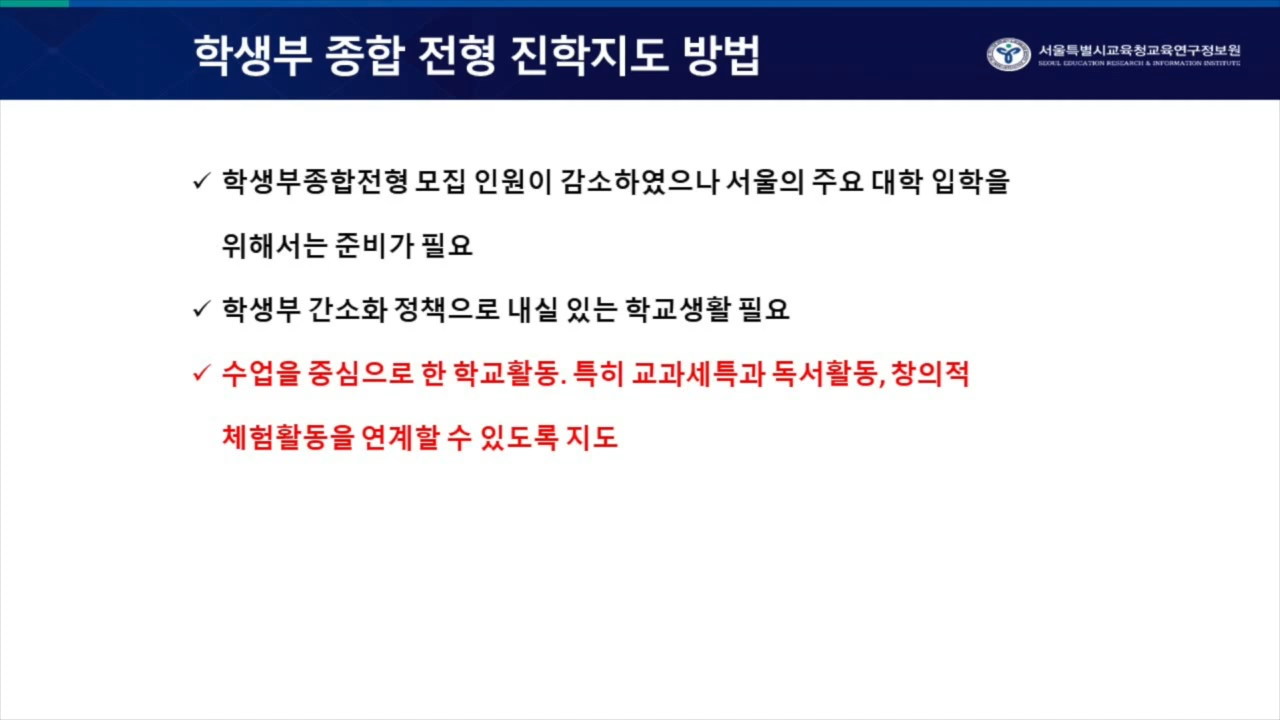 학생부 종합 전형 진학지도 방법
서울특별시교육청교육연구정보원
SEOUL EDUCATION RESEARCH & INFORMATION INSTITUTE
✓ 학생부종합전형 모집 인원이 감소하였으나 서울의 주요 대학 입학을
위해서는 준비가 필요
✓ 학생부 간소화 정책으로 내실 있는 학교생활 필요
✓ 수업을 중심으로 한 학교활동. 특히 교과세특과 독서활동, 창의적
체험활동을 연계할 수 있도록 지도